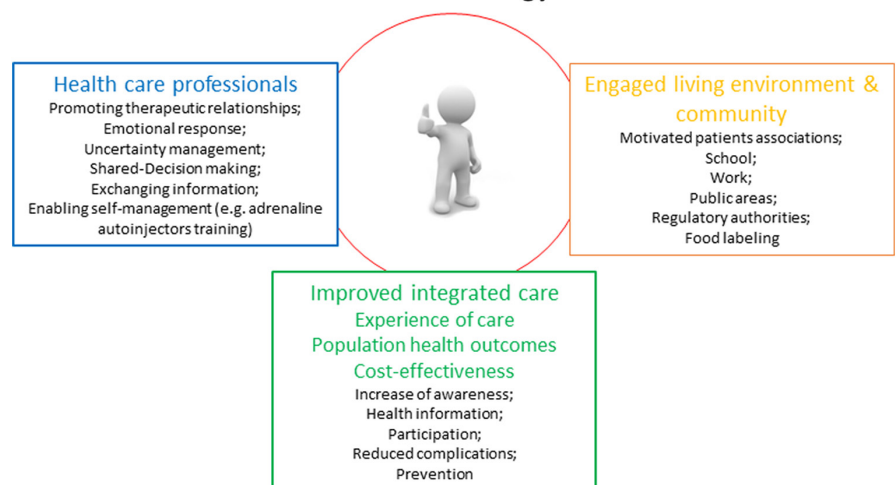 Health care professionals
Promoting therapeutic relationships;
Emotional response;
Uncertainty management;
Shared-Decision making;
Exchanging information;
Enabling self-management (e.g. adrenaline
autoinjectors training)
Engaged living environment &
community
Motivated patients associations;
School;
Work;
Public areas;
Regulatory authorities;
Food labeling
Improved integrated care
Experience of care
Population health outcomes
Cost-effectiveness
Increase of awareness;
Health information;
Participation;
Reduced complications;
Prevention